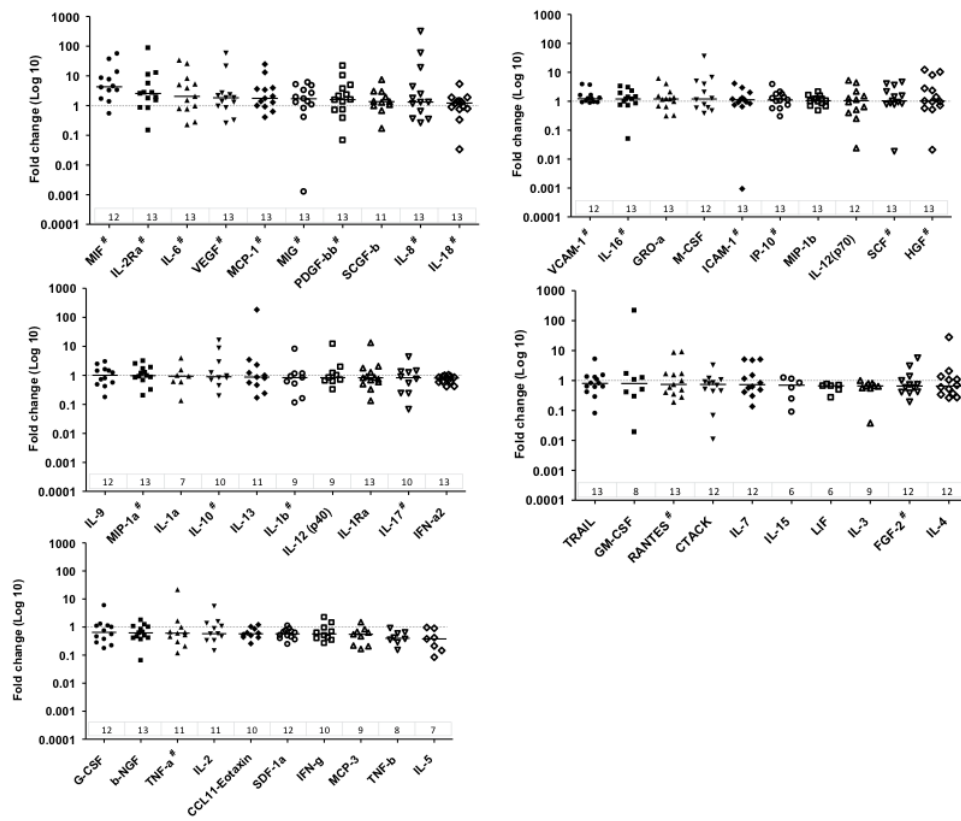 1000
100
10
1
0.1
0.01
0.001
0.0001
Fold change (Log 10)
12 13 13 13 13 13 13 11 13 13
MIF # IL-2Ra # IL-6 # VEGF # MCP-1 # MIG # PDGF-bb # SCGF-b IL-8 # IL-18 #
1000
100
10
1
0.1
0.01
0.001
0.0001
Fold change (Log 10)
12 13 13 12 13 13 13 12 13 13
VCAM-1 # IL-16 # GRO-a M-CSF ICAM-1 # IP-10 # MIP-1b IL-12(p70) SCF # HGF #
1000
100
10
1
0.1
0.01
0.001
0.0001
Fold change (Log 10)
12 13 7 10 11 9 9 13 10 13
IL-9 MIP-1a # IL-1a IL-10 # IL-13 IL-1b # IL-12 (p40) IL-1Ra IL-17 # IFN-a2
1000
100
10
1
0.1
0.01
0.001
0.0001
Fold change (Log 10)
13 8 13 12 12 6 6 9 12 12
TRAIL GM-CSF RANTES # CTACK IL-7 IL-15 LIF IL-3 FGF-2 # IL-4
1000
100
10
1
0.1
0.01
0.001
0.0001
Fold change (Log 10)
12 13 11 11 10 12 10 9 8 7
G-CSF b-NGF TNF-a # IL-2 CCL11-Eotaxin SDF-1a IFN-g MCP-3 TNF-b IL-5